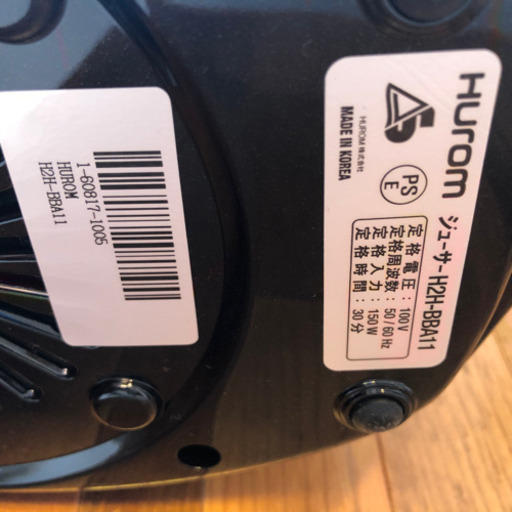 Hurom ジューサー H2H-BBA11
定格電圧：100V
定格周波数：50/60Hz
定格入力：150W
定格時間：30分
PS
E
HUROM株式会社
MADE IN KOREA
1-60817-1005
HUROM
H2H-BBA11